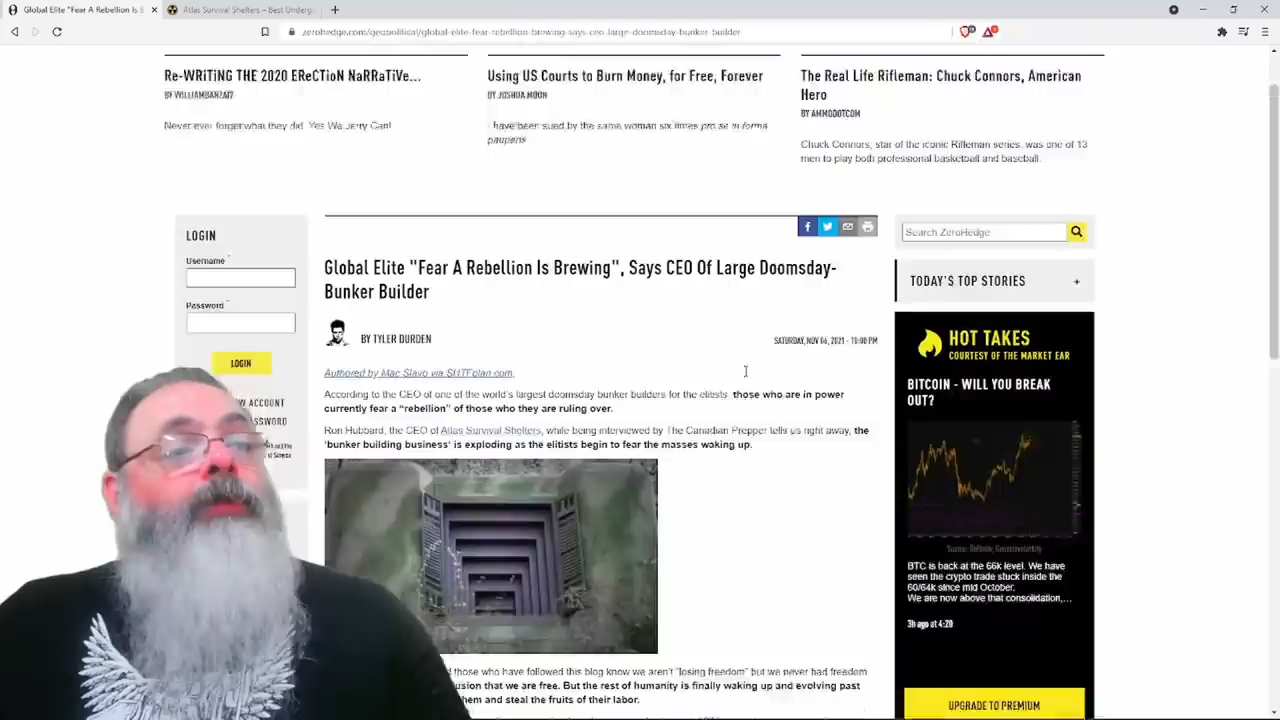 Global Elite "Fear A Rebellion Is B
Atlas Survival Shelters – Best Underg
zerohedge.com/geopolitical/global-elite-fear-rebellion-brewing-says-ceo-large-doomsday-bunker-builder
Re-WRiTiNG THE 2020 EReCTioN NaRRaTiVe...
BY WILLIAMBANZAI7
Never ever forget what they did. Yes We Jerry Can!
Using US Courts to Burn Money, for Free, Forever
BY JOSHUA MOON
I have been sued by the same woman six times pro se in forma
pauperis
The Real Life Rifleman: Chuck Connors, American
Hero
BY AMMODOTCOM
Chuck Connors, star of the iconic Rifleman series, was one of 13
men to play both professional basketball and baseball.
LOGIN
Username *
Password *
LOGIN
ACCOUNT
PASSWORD
Global Elite "Fear A Rebellion Is Brewing", Says CEO Of Large Doomsday-
Bunker Builder
BY TYLER DURDEN
SATURDAY, NOV 06, 2021 - 11:00 PM
Authored by Mac Slavo via SHTFplan.com,
According to the CEO of one of the world's largest doomsday bunker builders for the elitists those who are in power
currently fear a "rebellion" of those who they are ruling over.
Ron Hubbard, the CEO of Atlas Survival Shelters, while being interviewed by The Canadian Prepper tells us right away, the
'bunker building business' is exploding as the elitists begin to fear the masses waking up.
those who have followed this blog know we aren't "losing freedom" but we never had freedom
usion that we are free. But the rest of humanity is finally waking up and evolving past
hem and steal the fruits of their labor.
Search ZeroHedge
TODAY'S TOP STORIES +
HOT TAKES
COURTESY OF THE MARKET EAR
BITCOIN - WILL YOU BREAK
OUT?
BTC is back at the 66k level. We have
seen the crypto trade stuck inside the
60/64k since mid October.
We are now above that consolidation,...
3h ago at 4:20
UPGRADE TO PREMIUM